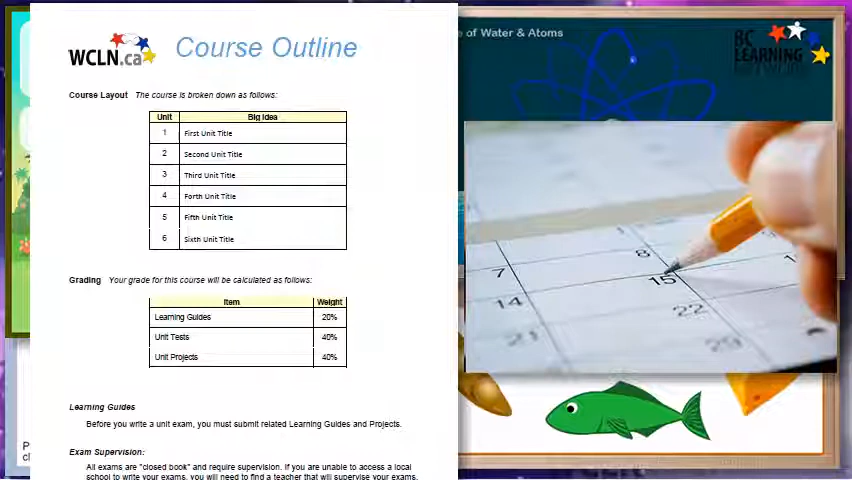 WCLN.ca
Course Outline
Course Layout The course is broken down as follows:
Unit Big Idea
1 First Unit Title
2 Second Unit Title
3 Third Unit Title
4 Forth Unit Title
5 Fifth Unit Title
6 Sixth Unit Title
Grading Your grade for this course will be calculated as follows:
Item Weight
Learning Guides 20%
Unit Tests 40%
Unit Projects 40%
Learning Guides
Before you write a unit exam, you must submit related Learning Guides and Projects.
Exam Supervision:
All exams are "closed book" and require supervision. If you are unable to access a local
school to write your exams, you will need to find a teacher that will supervise your exams.
e of Water & Atoms
BC
LEARNING
NETWORK
1
7 8
14 15
21 22
29